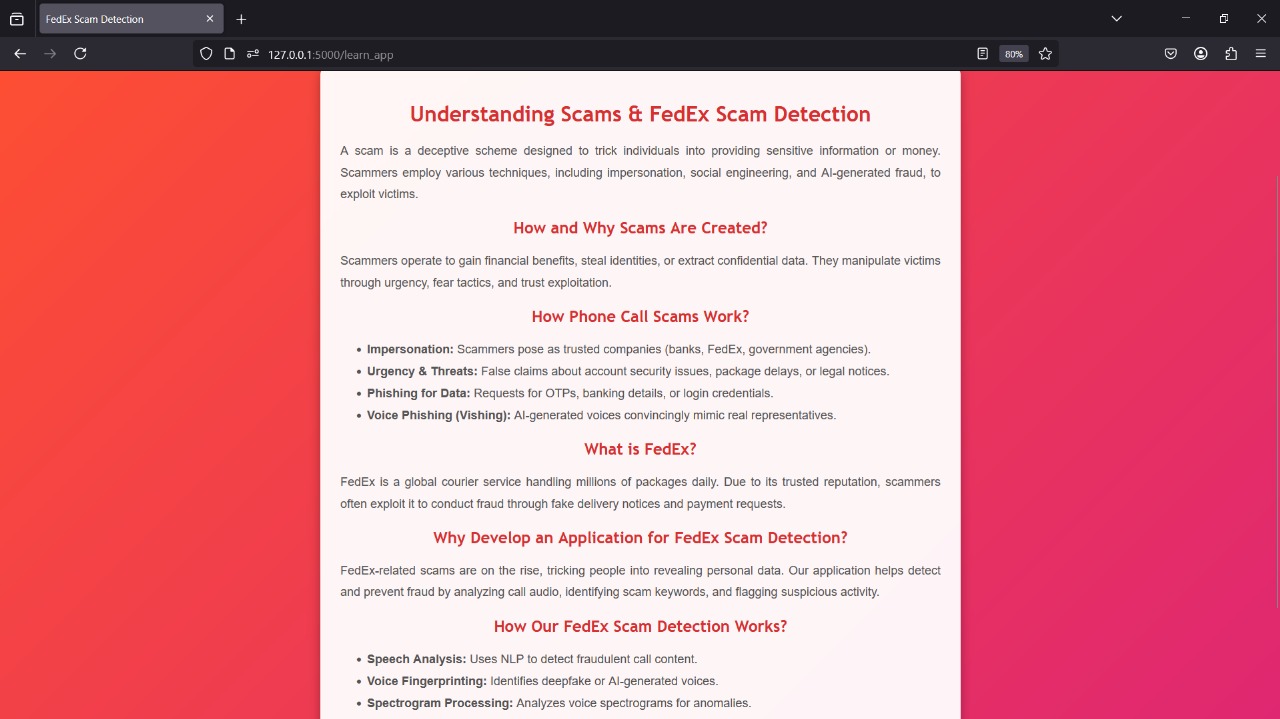 FedEx Scam Detection
127.0.0.1:5000/learn_app
80%
Understanding Scams & FedEx Scam Detection
A scam is a deceptive scheme designed to trick individuals into providing sensitive information or money.
Scammers employ various techniques, including impersonation, social engineering, and AI-generated fraud, to
exploit victims.
How and Why Scams Are Created?
Scammers operate to gain financial benefits, steal identities, or extract confidential data. They manipulate victims
through urgency, fear tactics, and trust exploitation.
How Phone Call Scams Work?
• Impersonation: Scammers pose as trusted companies (banks, FedEx, government agencies).
• Urgency & Threats: False claims about account security issues, package delays, or legal notices.
• Phishing for Data: Requests for OTPs, banking details, or login credentials.
• Voice Phishing (Vishing): AI-generated voices convincingly mimic real representatives.
What is FedEx?
FedEx is a global courier service handling millions of packages daily. Due to its trusted reputation, scammers
often exploit it to conduct fraud through fake delivery notices and payment requests.
Why Develop an Application for FedEx Scam Detection?
FedEx-related scams are on the rise, tricking people into revealing personal data. Our application helps detect
and prevent fraud by analyzing call audio, identifying scam keywords, and flagging suspicious activity.
How Our FedEx Scam Detection Works?
• Speech Analysis: Uses NLP to detect fraudulent call content.
• Voice Fingerprinting: Identifies deepfake or AI-generated voices.
• Spectrogram Processing: Analyzes voice spectrograms for anomalies.